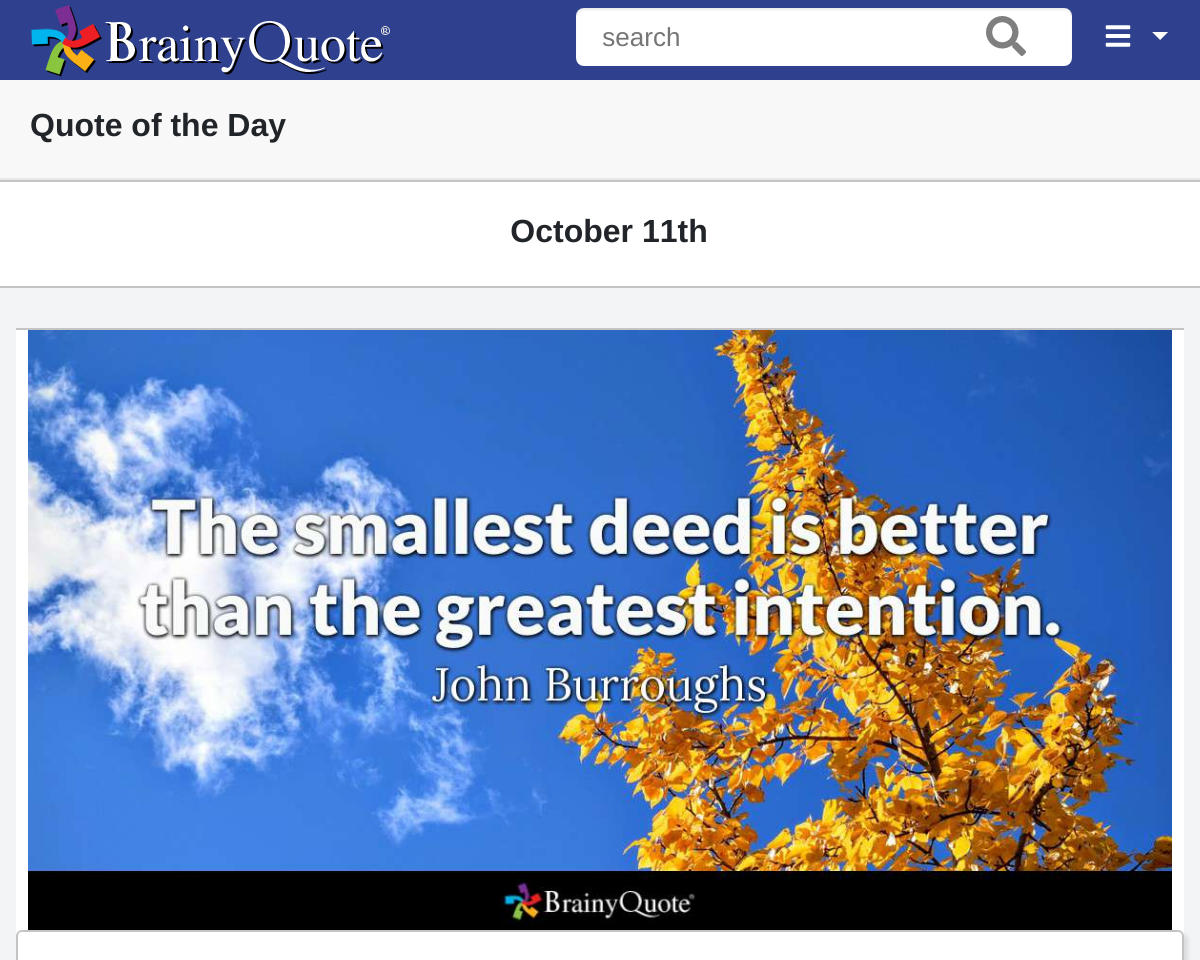 BrainyQuote®
search
Quote of the Day
October 11th
The smallest deed is better
than the greatest intention.
John Burroughs
BrainyQuote®